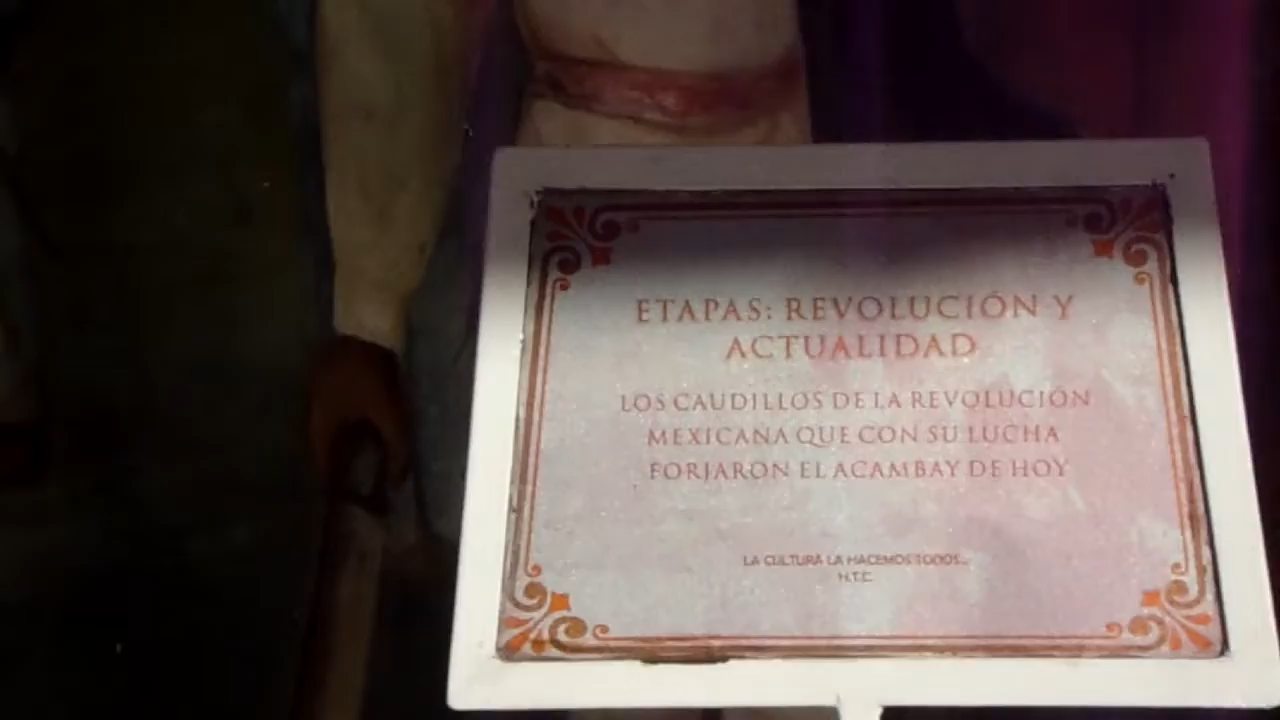 ETAPAS: REVOLUCIÓN Y
ACTUALIDAD
LOS CAUDILLOS DE LA REVOLUCIÓN
MEXICANA QUE CON SU LUCHA
FORJARON EL ACAMBAY DE HOY
LA CULTURA LA HACEMOS TODOS...
H.T.C.